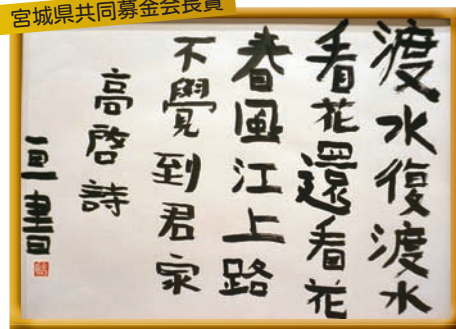 宮城県共同募金会長賞
渡水復渡水
看花還看花
春風江上路
不覺到君家
高啓詩
亘書